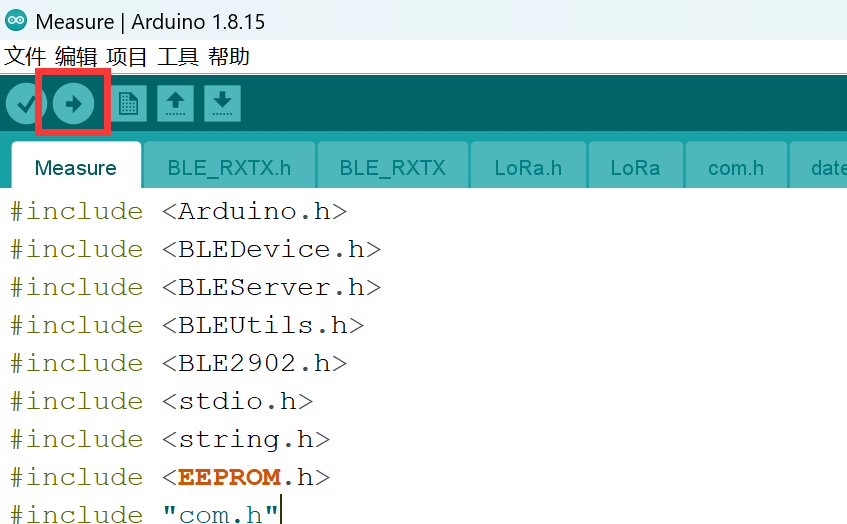 Measure | Arduino 1.8.15
文件 编辑 项目 工具 帮助
Measure BLE_RXTX.h BLE_RXTX LoRa.h LoRa com.h date
#include <Arduino.h>
#include <BLEDevice.h>
#include <BLEServer.h>
#include <BLEUtils.h>
#include <BLE2902.h>
#include <stdio.h>
#include <string.h>
#include <EEPROM.h>
#include "com.h"